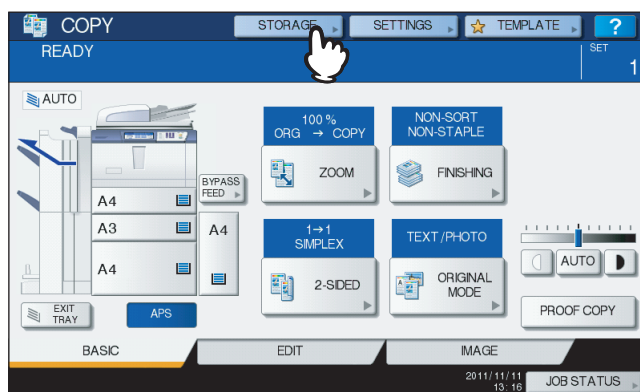 COPY
STORAGE
SETTINGS
TEMPLATE
?
READY
SET
1
AUTO
100 %
ORG → COPY
ZOOM
NON-SORT
NON-STAPLE
FINISHING
BYPASS
FEED
A4
A3
A4
A4
1→1
SIMPLEX
2-SIDED
TEXT/PHOTO
ORIGINAL
MODE
AUTO
EXIT
TRAY
APS
PROOF COPY
BASIC
EDIT
IMAGE
2011/11/11
13:16
JOB STATUS